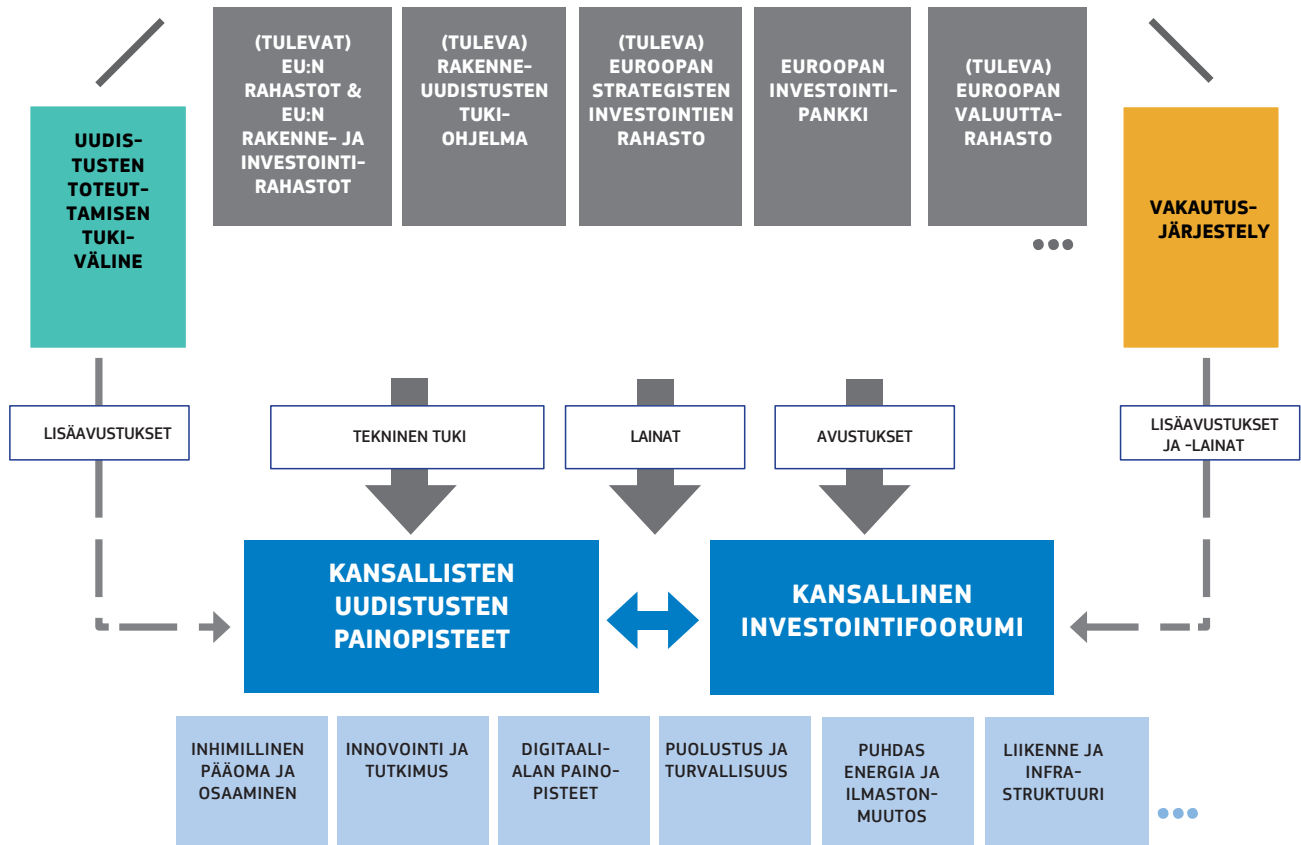 (TULEVAT)
EU:N
RAHASTOT &
EU:N
RAKENNE- JA
INVESTOINTI-
RAHASTOT
(TULEVA)
RAKENNE-
UUDISTUSTEN
TUKI-
OHJELMA
(TULEVA)
EUROOPAN
STRATEGISTEN
INVESTOINTIEN
RAHASTO
EUROOPAN
INVESTOINTI-
PANKKI
(TULEVA)
EUROOPAN
VALUUTTA-
RAHASTO
UUDIS-
TUSTEN
TOTEUT-
TAMISEN
TUKI-
VÄLINE
VAKAUTUS-
JÄRJESTELY
LISÄAVUSTUKSET
TEKNINEN TUKI
LAINAT
AVUSTUKSET
LISÄAVUSTUKSET
JA -LAINAT
KANSALLISTEN
UUDISTUSTEN
PAINOPISTEET
KANSALLINEN
INVESTOINTIFOORUMI
INHIMILLINEN
PÄÄOMA JA
OSAAMINEN
INNOVOINTI JA
TUTKIMUS
DIGITAALI-
ALAN PAINO-
PISTEET
PUOLUSTUS JA
TURVALLISUUS
PUHDAS
ENERGIA JA
ILMASTON-
MUUTOS
LIIKENNE JA
INFRA-
STRUKTUURI